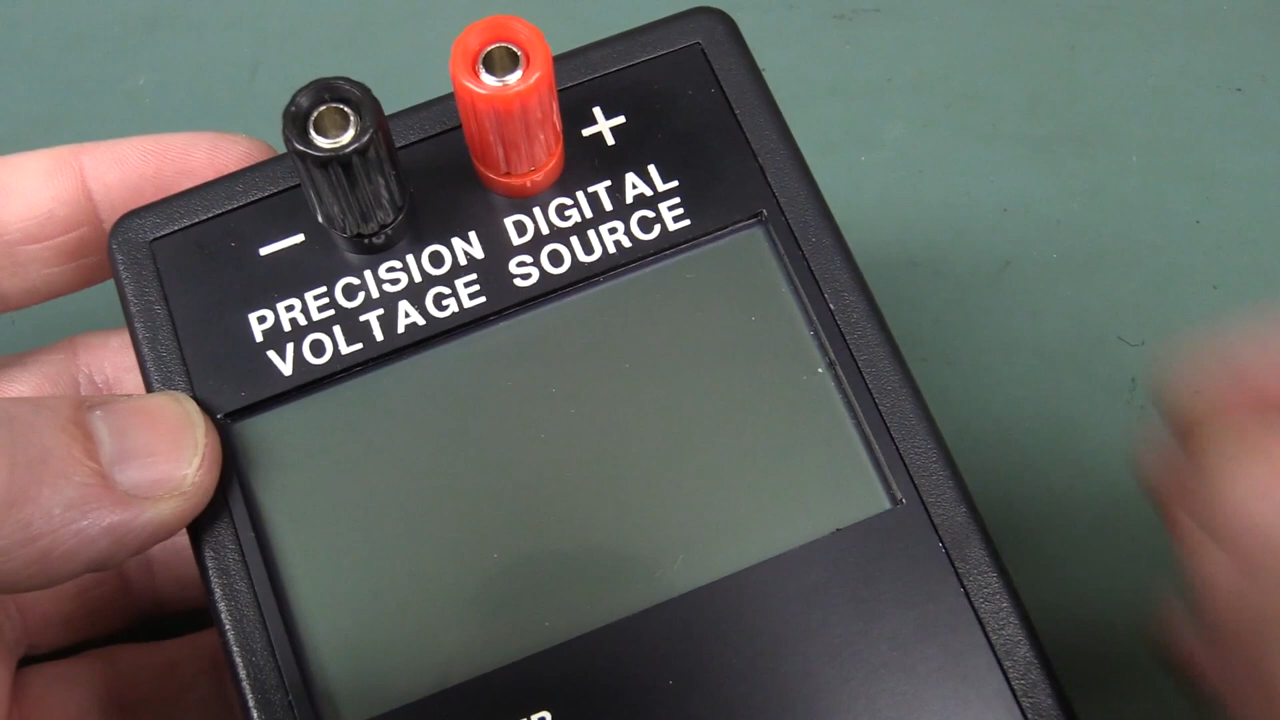 − +
PRECISION DIGITAL
VOLTAGE SOURCE